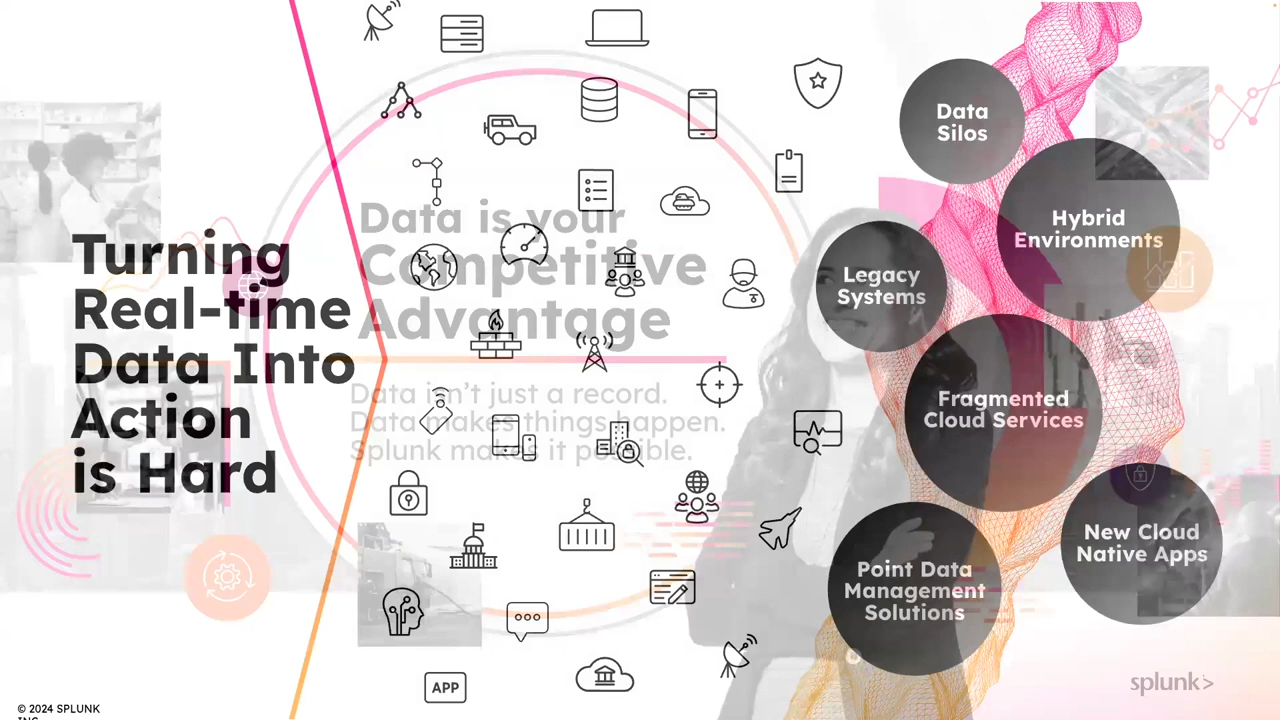 Turning
Real-time
Data Into
Action
is Hard
Data is your
Competitive
Advantage
Data isn't just a record.
Data makes things happen.
Splunk makes it possible.
APP
Data
Silos
Hybrid
Environments
Legacy
Systems
Fragmented
Cloud Services
New Cloud
Native Apps
Point Data
Management
Solutions
splunk>
© 2024 SPLUNK
INC.